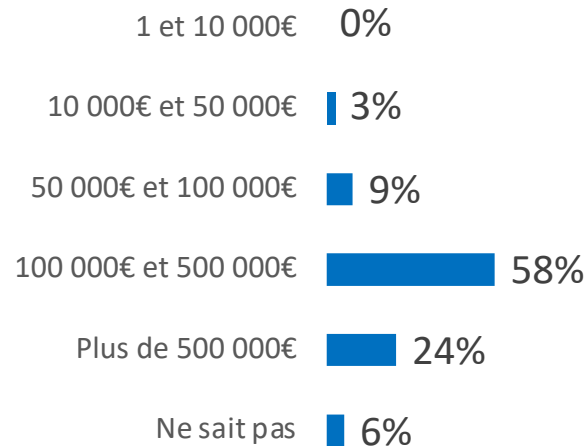 1 et 10 000€ 0%
10 000€ et 50 000€ 3%
50 000€ et 100 000€ 9%
100 000€ et 500 000€ 58%
Plus de 500 000€ 24%
Ne sait pas 6%